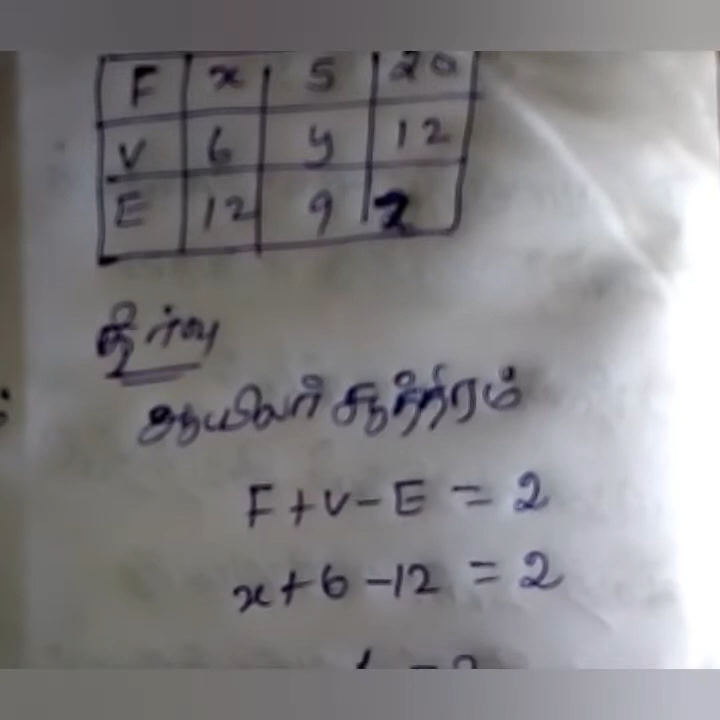 F x 5 20
V 6 y 12
E 12 9 z
தீர்வு
ஆயிலர் சூத்திரம்
F+V-E = 2
x+6-12 = 2